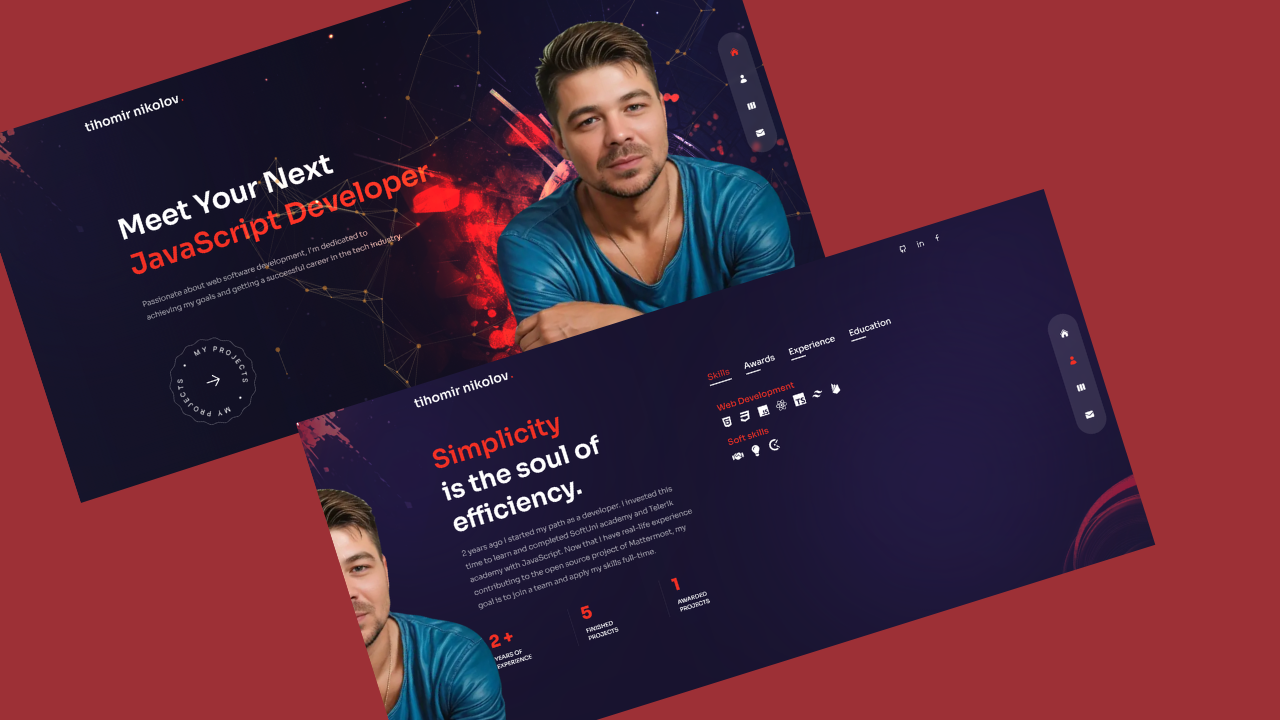 tihomir nikolov.
Meet Your Next
JavaScript Developer
Passionate about web software development, I'm dedicated to
achieving my goals and getting a successful career in the tech industry.
MY PROJECTS • MY PROJECTS •
tihomir nikolov.
Simplicity
is the soul of
efficiency.
2 years ago I started my path as a developer. I invested this
time to learn and completed SoftUni academy and Telerik
academy with JavaScript. Now that I have real-life experience
contributing to the open source project of Mattermost, my
goal is to join a team and apply my skills full-time.
2+
YEARS OF
EXPERIENCE
5
FINISHED
PROJECTS
1
AWARDED
PROJECTS
Skills Awards Experience Education
Web Development
Soft skills